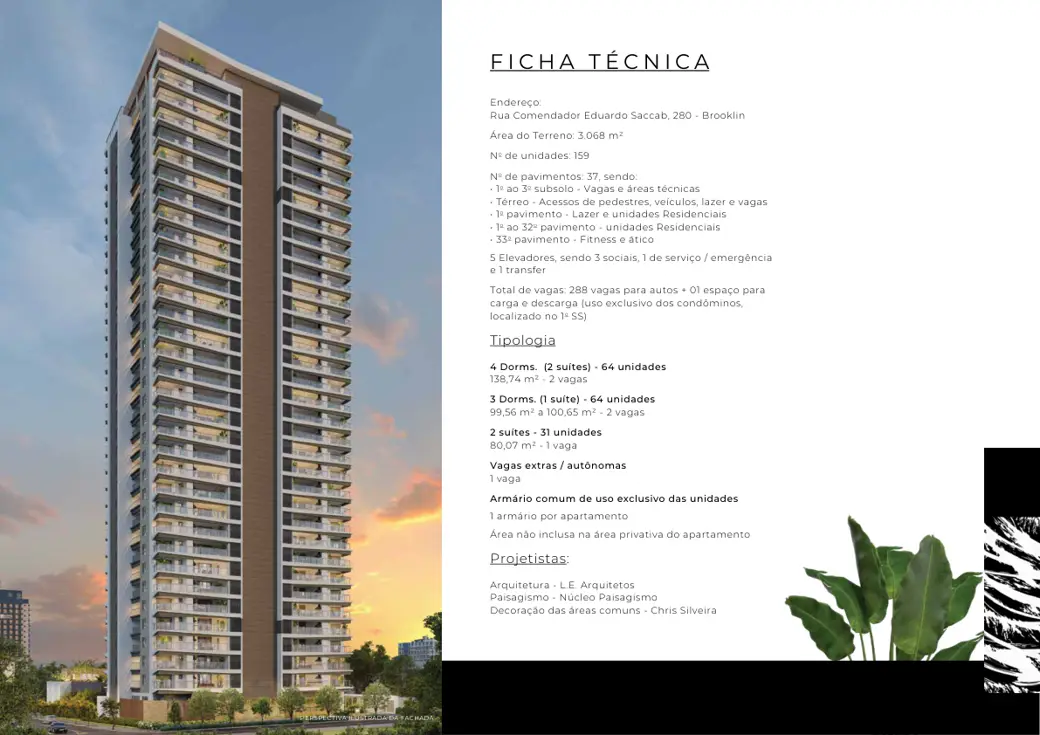 FICHA TÉCNICA
Endereço:
Rua Comendador Eduardo Saccab, 280 - Brooklin
Área do Terreno: 3.068 m²
Nº de unidades: 159
Nº de pavimentos: 37, sendo:
• 1º ao 3º subsolo - Vagas e áreas técnicas
• Térreo - Acessos de pedestres, veículos, lazer e vagas
• 1º pavimento - Lazer e unidades Residenciais
• 1º ao 32º pavimento - unidades Residenciais
• 33º pavimento - Fitness e ático
5 Elevadores, sendo 3 sociais, 1 de serviço / emergência
e 1 transfer
Total de vagas: 288 vagas para autos + 01 espaço para
carga e descarga (uso exclusivo dos condôminos,
localizado no 1º SS)
Tipologia
4 Dorms. (2 suítes) - 64 unidades
138,74 m² - 2 vagas
3 Dorms. (1 suíte) - 64 unidades
99,56 m² a 100,65 m² - 2 vagas
2 suítes - 31 unidades
80,07 m² - 1 vaga
Vagas extras / autônomas
1 vaga
Armário comum de uso exclusivo das unidades
1 armário por apartamento
Área não inclusa na área privativa do apartamento
Projetistas:
Arquitetura - L.E. Arquitetos
Paisagismo - Núcleo Paisagismo
Decoração das áreas comuns - Chris Silveira
PERSPECTIVA ILUSTRADA DA FACHADA